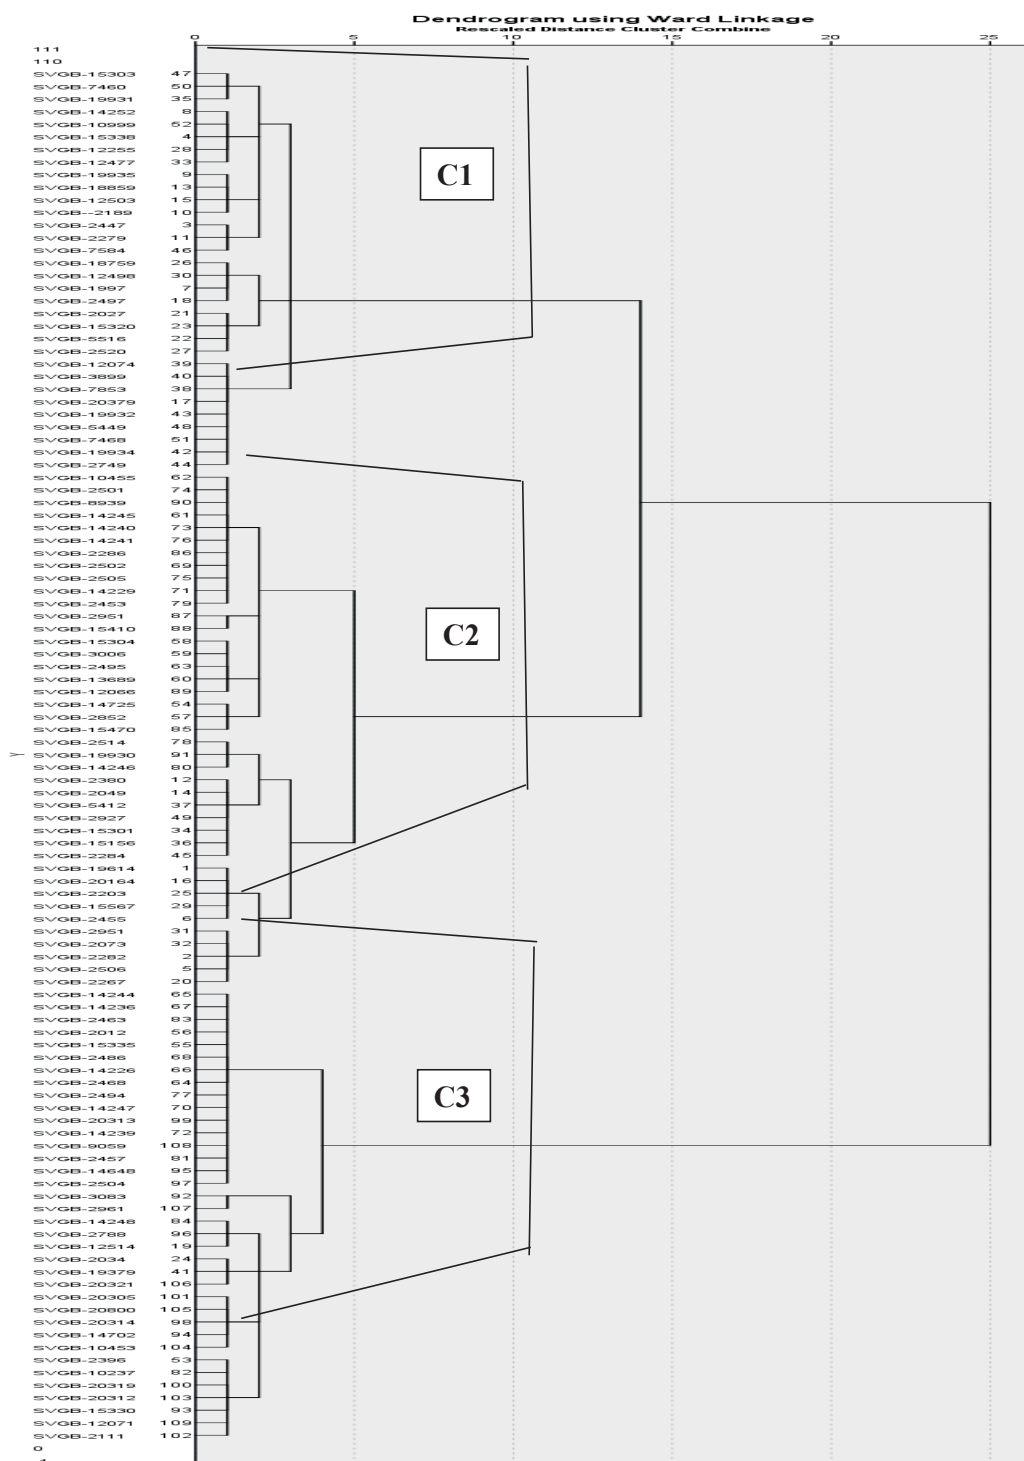 Dendrogram using Ward Linkage
Rescaled Distance Cluster Combine
0 5 10 15 20 25
111
110
SVGB-15303 47
SVGB-7460 50
SVGB-19931 35
SVGB-14252 8
SVGB-10999 52
SVGB-15338 4
SVGB-12255 28
SVGB-12477 33
SVGB-19935 9
C1
SVGB-18859 13
SVGB-12503 15
SVGB--2189 10
SVGB-2447 3
SVGB-2279 11
SVGB-7584 46
SVGB-18759 26
SVGB-12498 30
SVGB-1997 7
SVGB-2497 18
SVGB-2027 21
SVGB-15320 23
SVGB-5516 22
SVGB-2520 27
SVGB-12074 39
SVGB-3899 40
SVGB-7853 38
SVGB-20379 17
SVGB-19932 43
SVGB-5449 48
SVGB-7468 51
SVGB-19934 42
SVGB-2749 44
SVGB-10455 62
SVGB-2501 74
SVGB-8939 90
SVGB-14245 61
SVGB-14240 73
SVGB-14241 76
SVGB-2286 86
SVGB-2502 69
SVGB-2505 75
SVGB-14229 71
SVGB-2453 79
SVGB-2951 87
SVGB-15410 88
C2
SVGB-15304 58
SVGB-3006 59
SVGB-2495 63
SVGB-13689 60
SVGB-12066 89
SVGB-14725 54
SVGB-2852 57
SVGB-15470 85
SVGB-2514 78
Y
SVGB-19930 91
SVGB-14246 80
SVGB-2380 12
SVGB-2049 14
SVGB-5412 37
SVGB-2927 49
SVGB-15301 34
SVGB-15156 36
SVGB-2284 45
SVGB-19614 1
SVGB-20164 16
SVGB-2203 25
SVGB-15567 29
SVGB-2455 6
SVGB-2951 31
SVGB-2073 32
SVGB-2282 2
SVGB-2506 5
SVGB-2267 20
SVGB-14244 65
SVGB-14236 67
SVGB-2463 83
SVGB-2012 56
SVGB-15335 55
SVGB-2486 68
SVGB-14226 66
SVGB-2468 64
SVGB-2494 77
C3
SVGB-14247 70
SVGB-20313 99
SVGB-14239 72
SVGB-9059 108
SVGB-2457 81
SVGB-14648 95
SVGB-2504 97
SVGB-3083 92
SVGB-2961 107
SVGB-14248 84
SVGB-2788 96
SVGB-12514 19
SVGB-2034 24
SVGB-19379 41
SVGB-20321 106
SVGB-20305 101
SVGB-20800 105
SVGB-20314 98
SVGB-14702 94
SVGB-10453 104
SVGB-2396 53
SVGB-10237 82
SVGB-20319 100
SVGB-20312 103
SVGB-15330 93
SVGB-12071 109
SVGB-2111 102
0